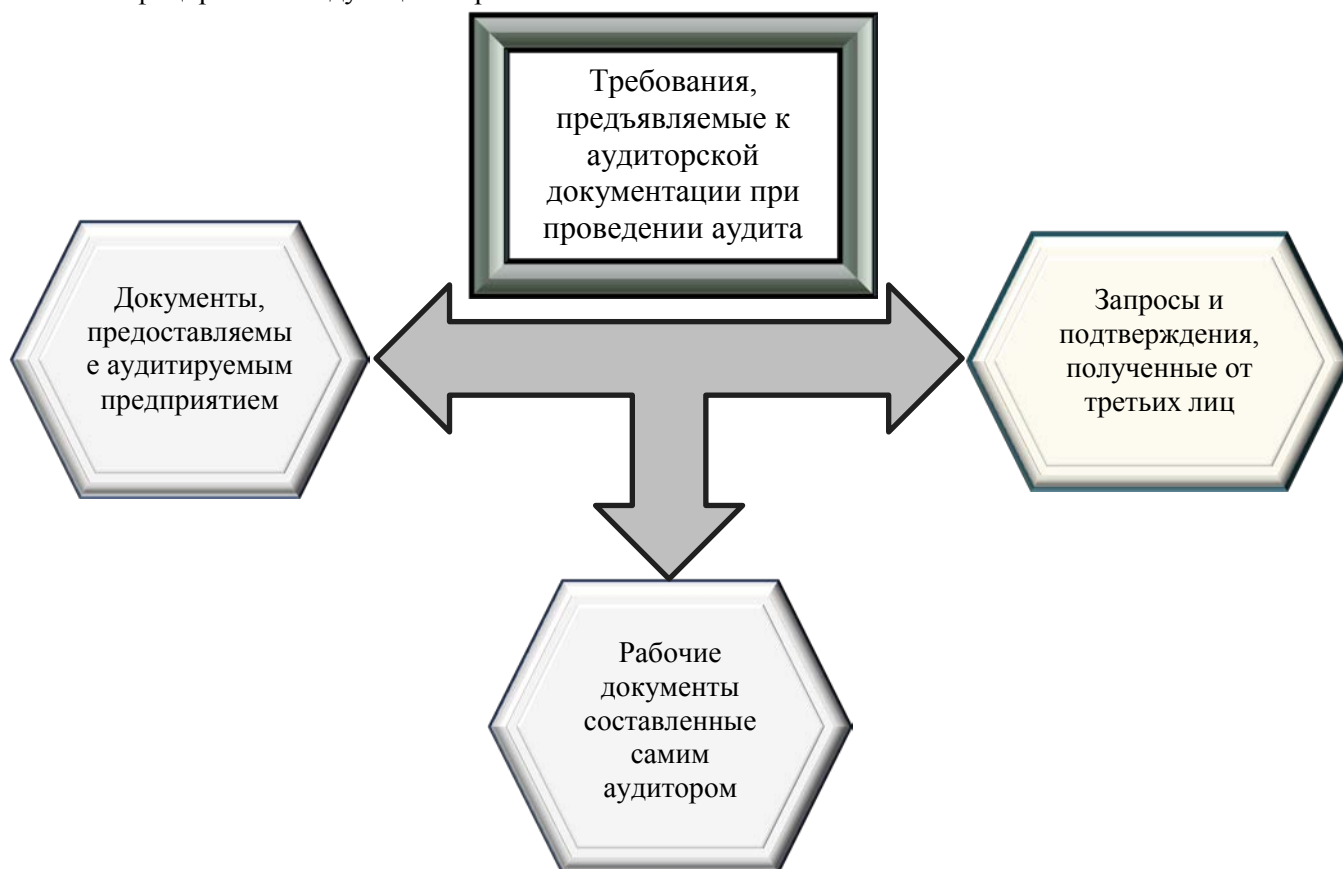 Требования,
предъявляемые к
аудиторской
документации при
проведении аудита
Документы,
предоставляемы
е аудитируемым
предприятием
Запросы и
подтверждения,
полученные от
третьих лиц
Рабочие
документы
составленные
самим
аудитором